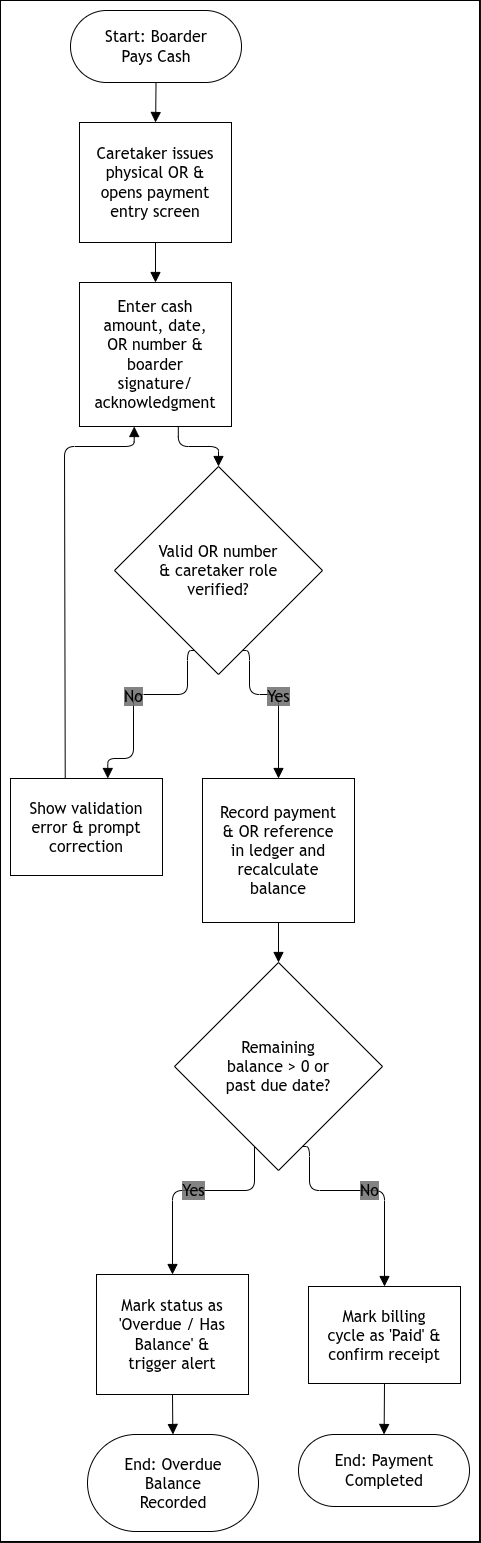 Start: Boarder
Pays Cash
Caretaker issues
physical OR &
opens payment
entry screen
Enter cash
amount, date,
OR number &
boarder
signature/
acknowledgment
Valid OR number
& caretaker role
verified?
No
Yes
Show validation
error & prompt
correction
Record payment
& OR reference
in ledger and
recalculate
balance
Remaining
balance > 0 or
past due date?
Yes
No
Mark status as
'Overdue / Has
Balance' &
trigger alert
Mark billing
cycle as 'Paid' &
confirm receipt
End: Overdue
Balance
Recorded
End: Payment
Completed